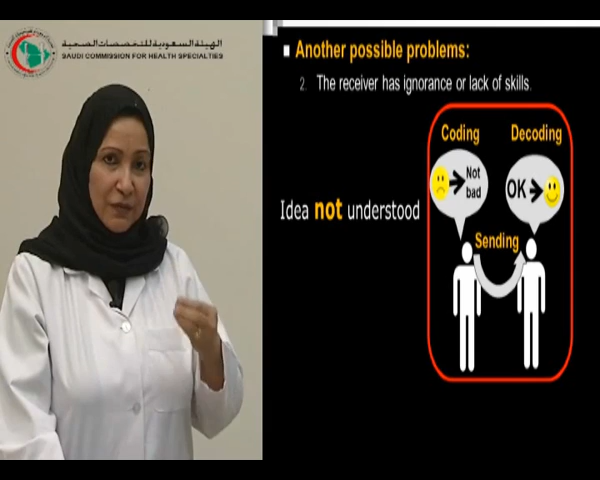 الهيئة السعودية للتخصصات الصحية
SAUDI COMMISSION FOR HEALTH SPECIALTIES
Another possible problems:
2. The receiver has ignorance or lack of skills.
Coding
Decoding
Not
bad
OK
Idea not understood
Sending